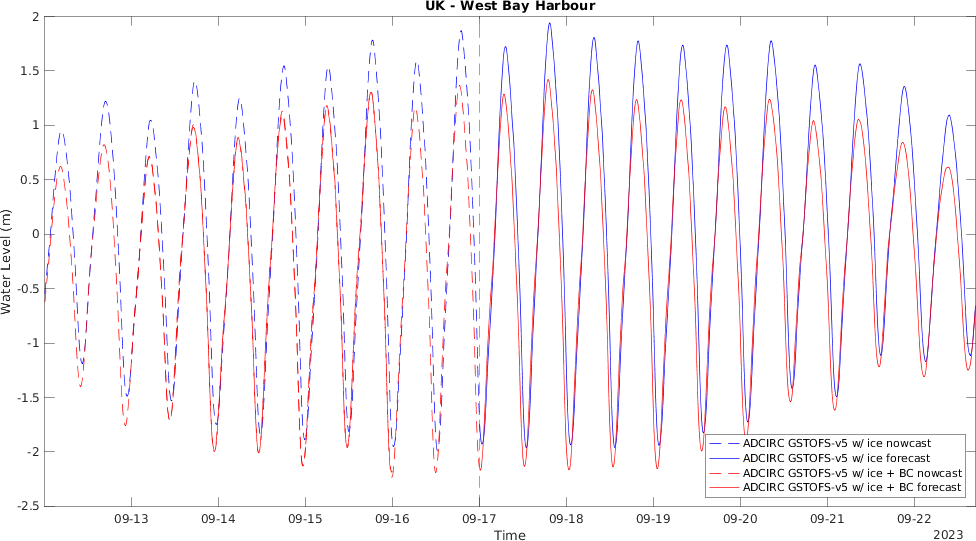 UK - West Bay Harbour
2
1.5
1
0.5
0
-0.5
-1
-1.5
-2
-2.5
Water Level (m)
09-13 09-14 09-15 09-16 09-17 09-18 09-19 09-20 09-21 09-22
Time
2023
ADCIRC GSTOFS-v5 w/ ice nowcast
ADCIRC GSTOFS-v5 w/ ice forecast
ADCIRC GSTOFS-v5 w/ ice + BC nowcast
ADCIRC GSTOFS-v5 w/ ice + BC forecast